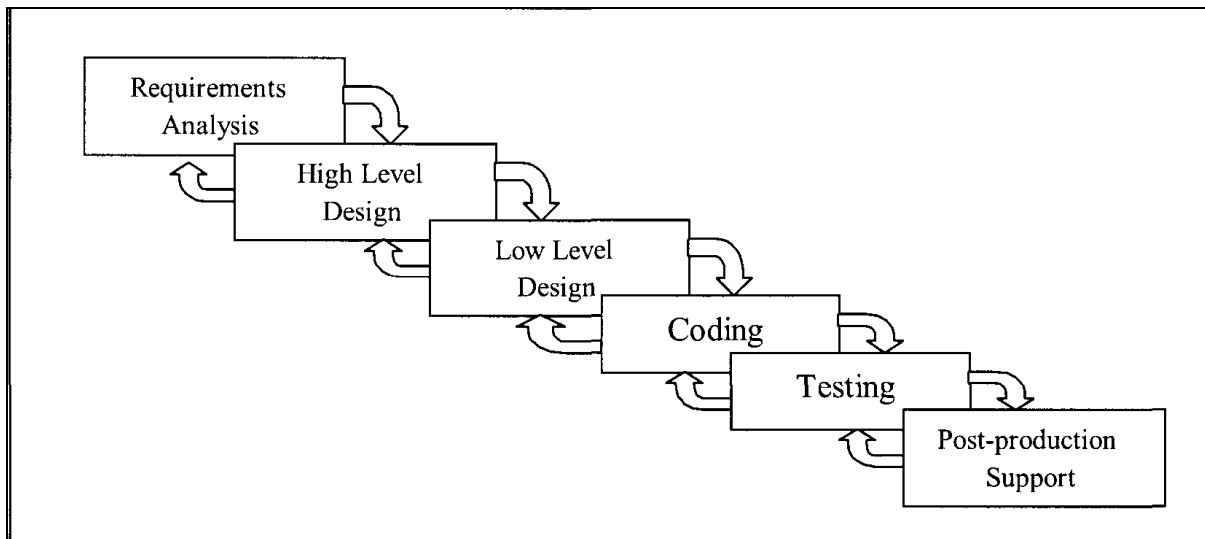 Requirements
Analysis
High Level
Design
Low Level
Design
Coding
Testing
Post-production
Support